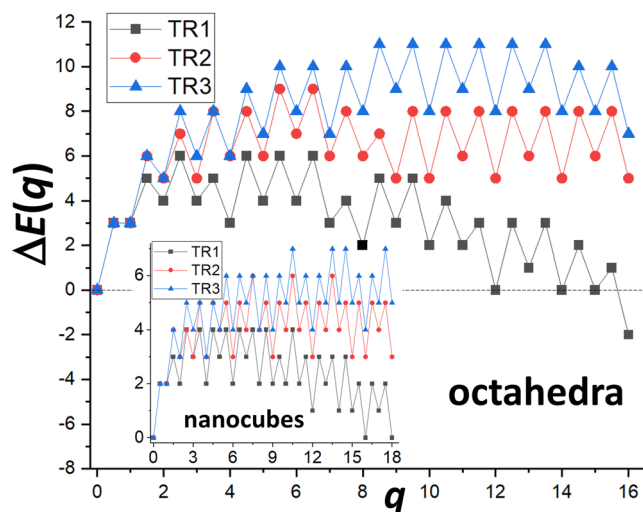 12
10
8
6
4
2
0
-2
-4
-6
-8
ΔE(q)
TR1
TR2
TR3
6
4
2
0
TR1
TR2
TR3
nanocubes
0 3 6 9 12 15 18
octahedra
0 2 4 6 8 10 12 14 16
q